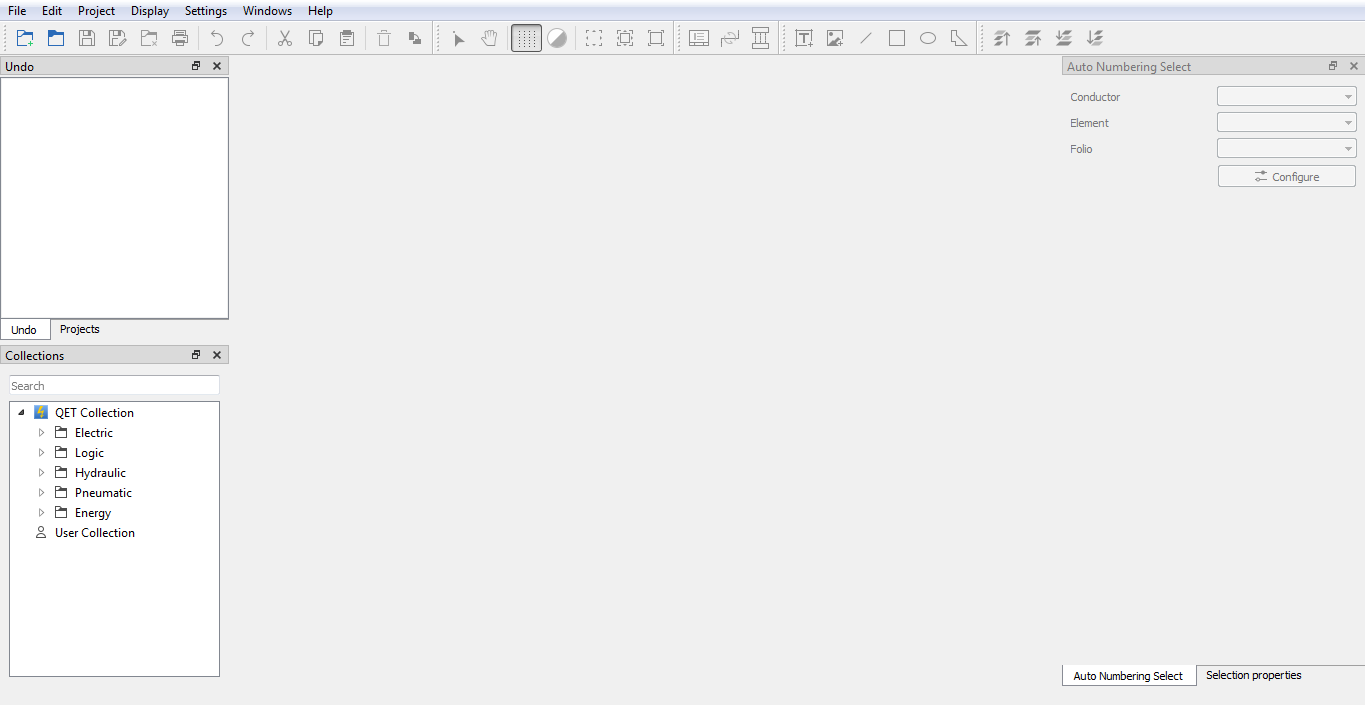 File Edit Project Display Settings Windows Help
Undo
Undo Projects
Collections
Search
QET Collection
Electric
Logic
Hydraulic
Pneumatic
Energy
User Collection
Auto Numbering Select
Conductor
Element
Folio
Configure
Auto Numbering Select Selection properties